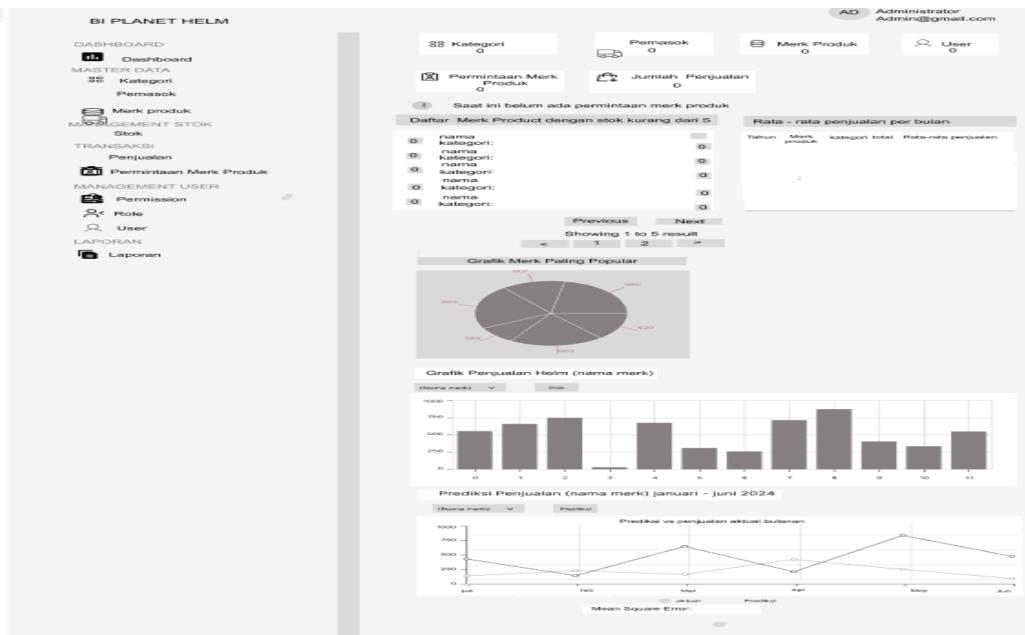 BI PLANET HELM
DASHBOARD
Dashboard
MASTER DATA
Kategori
Pemasok
Merk produk
MANAGEMENT STOK
Stok
TRANSAKSI
Penjualan
Permintaan Merk Produk
MANAGEMENT USER
Permission
Role
User
LAPORAN
Laporan
AD Administrator
Admin@gmail.com
Kategori
0
Pemasok
0
Merk Produk
0
User
0
Permintaan Merk
Produk
0
Jumlah Penjualan
0
Saat ini belum ada permintaan merk produk
Daftar Merk Product dengan stok kurang dari 5
0 nama
kategori: 0
0 nama
kategori: 0
0 nama
kategori: 0
0 nama
kategori: 0
0 nama
kategori: 0
Previous Next
Showing 1 to 5 result
< 1 2 >
Rata - rata penjualan per bulan
Tahun Merk produk kategori total Rata-rata penjualan
Grafik Merk Paling Popular
Grafik Penjualan Helm (nama merk)
(Nama merk)
1000
750
500
250
0
0 1 2 3 4 5 6 7 8 9 10 11
Prediksi Penjualan (nama merk) januari - juni 2024
(Nama merk) Prediksi
Prediksi vs penjualan aktual bulanan
1000
750
500
250
0
Feb Mar Apr May Jun
aktual Prediksi
Mean Square Error: